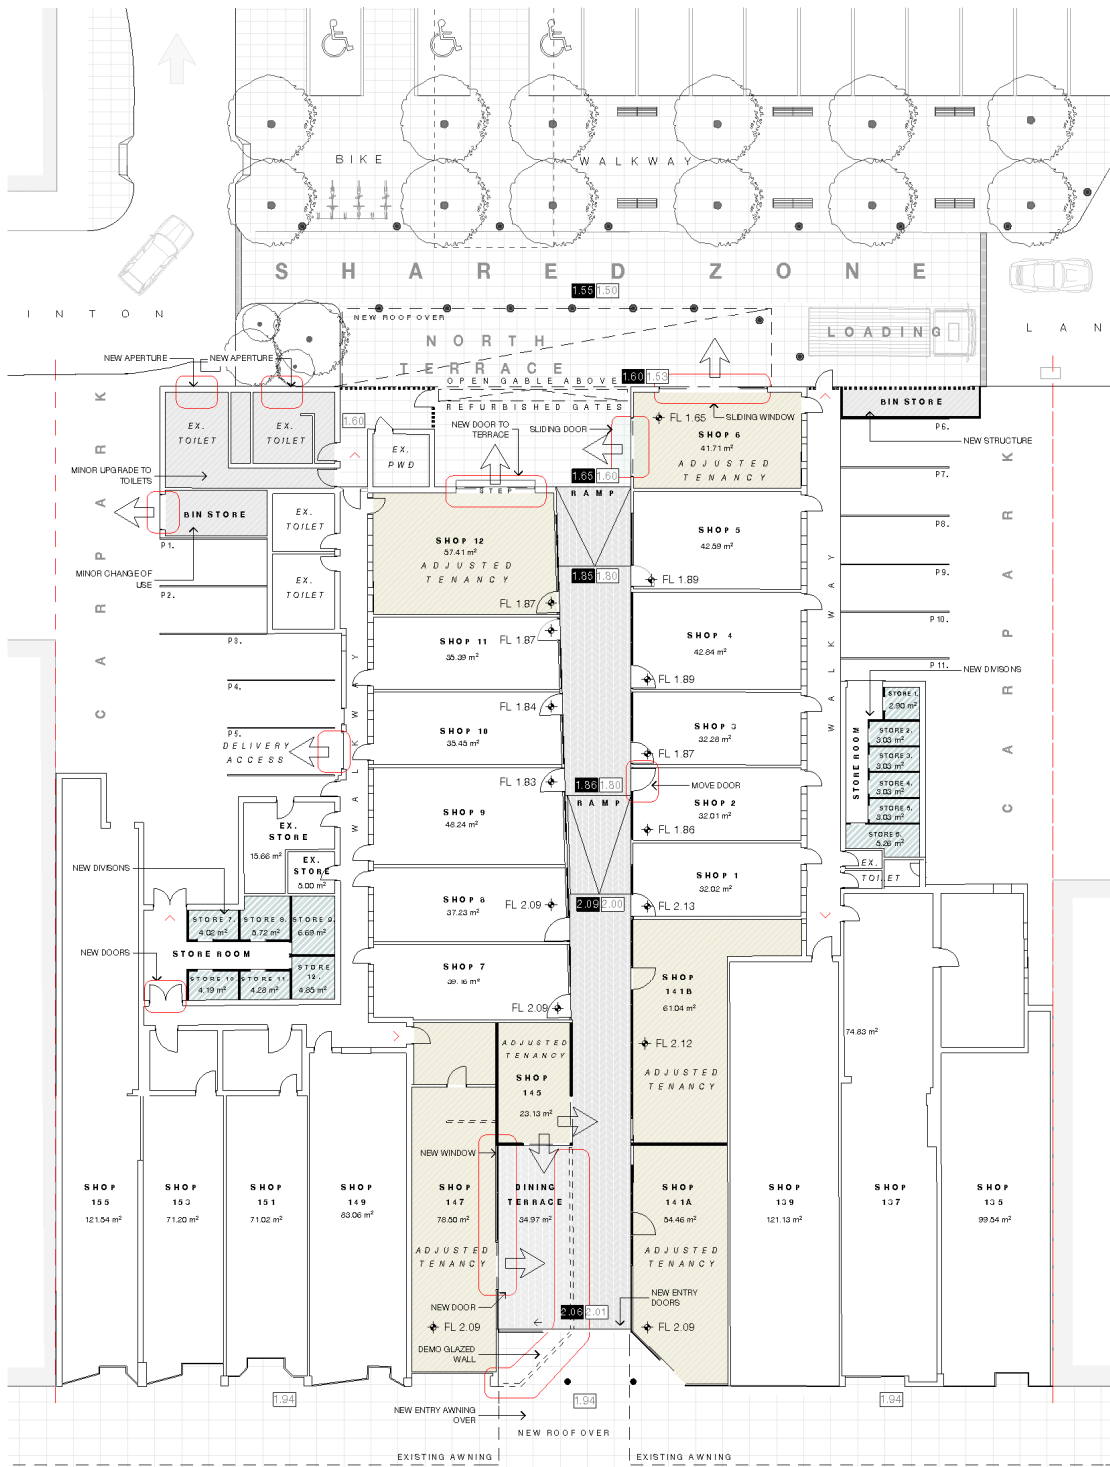 BIKE
WALKWAY
SHARED ZONE
1.55 1.50
INTON
NEW ROOF OVER
NORTH
TERRACE
LOADING
LAN
NEW APERTURE
NEW APERTURE
OPEN GABLE ABOVE
1.60 1.53
REFURBISHED GATES
BIN STORE
P6.
NEW STRUCTURE
EX.
TOILET
EX.
TOILET
1.60
EX.
PWD
NEW DOOR TO
TERRACE
SLIDING DOOR
FL 1.65
SLIDING WINDOW
SHOP 6
41.71 m²
ADJUSTED
TENANCY
MINOR UPGRADE TO
TOILETS
STEP
1.65 1.60
RAMP
P7.
BIN STORE
EX.
TOILET
P1.
SHOP 12
57.41 m²
ADJUSTED
TENANCY
SHOP 5
42.59 m²
P8.
MINOR CHANGE OF
USE
EX.
TOILET
1.85 1.80
FL 1.89
P9.
P2.
FL 1.87
P3.
SHOP 11
35.39 m²
FL 1.87
SHOP 4
42.84 m²
P10.
CARPARK
WALKWAY
WALKWAY
CARPARK
P11.
NEW DIVISONS
P4.
FL 1.89
FL 1.84
STORE 1.
2.90 m²
P5.
DELIVERY
ACCESS
SHOP 10
35.45 m²
SHOP 3
32.28 m²
FL 1.87
STORE ROOM
STORE 2.
3.03 m²
STORE 3.
3.03 m²
FL 1.83
1.86 1.80
MOVE DOOR
STORE 4.
3.03 m²
RAMP
SHOP 2
32.01 m²
FL 1.86
STORE 5.
3.03 m²
SHOP 9
48.24 m²
EX.
STORE
15.66 m²
STORE 6.
5.26 m²
EX.
STORE
5.00 m²
EX.
TOILET
NEW DIVISONS
SHOP 1
32.02 m²
SHOP 8
37.23 m²
FL 2.09
2.09 2.00
FL 2.13
STORE 7.
4.02 m²
STORE 8.
5.72 m²
STORE 9.
6.69 m²
NEW DOORS
STORE ROOM
STORE 10.
4.19 m²
STORE 11.
4.28 m²
STORE
12.
4.85 m²
SHOP 7
39.16 m²
FL 2.09
SHOP
141B
61.04 m²
74.83 m²
FL 2.12
ADJUSTED
TENANCY
ADJUSTED
TENANCY
SHOP
145
23.13 m²
NEW WINDOW
SHOP
155
121.54 m²
SHOP
153
71.20 m²
SHOP
151
71.02 m²
SHOP
149
83.06 m²
SHOP
147
78.50 m²
DINING
TERRACE
34.97 m²
SHOP
141A
54.46 m²
SHOP
139
121.13 m²
SHOP
137
SHOP
135
99.54 m²
ADJUSTED
TENANCY
ADJUSTED
TENANCY
NEW DOOR
2.06 2.01
NEW ENTRY
DOORS
FL 2.09
FL 2.09
DEMO GLAZED
WALL
1.94
1.94
1.94
NEW ENTRY AWNING
OVER
NEW ROOF OVER
EXISTING AWNING
EXISTING AWNING